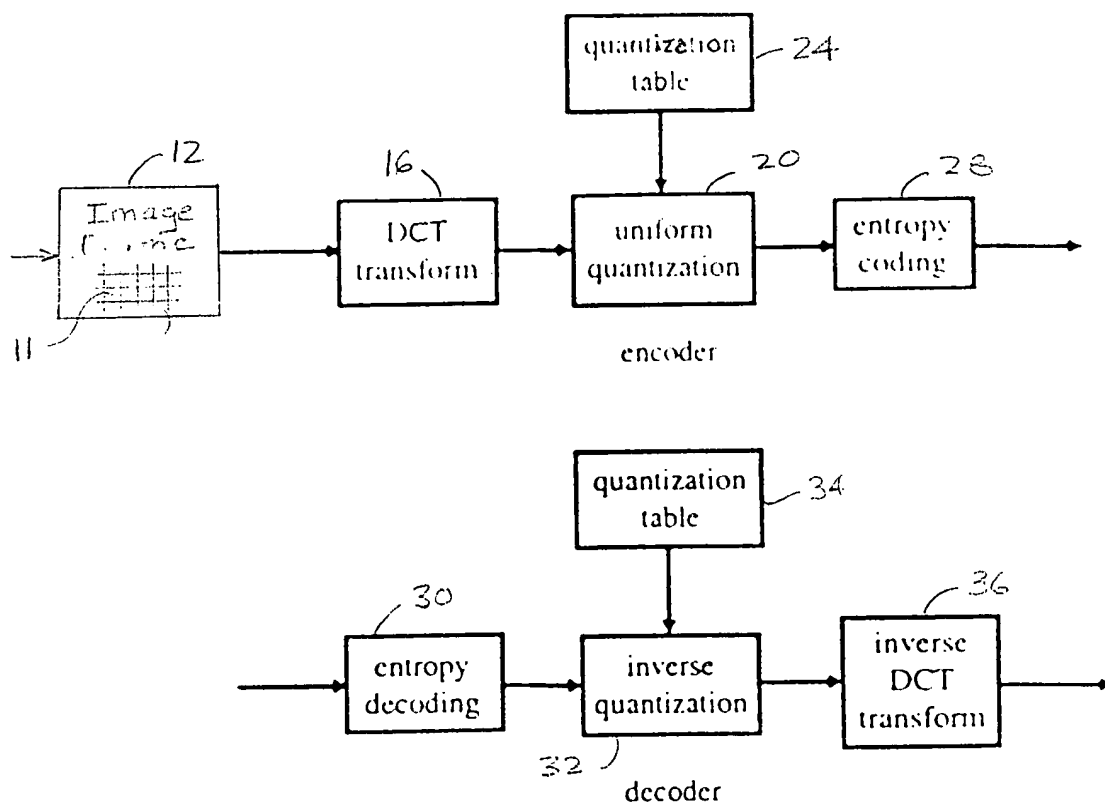 quantization
table
24
12
16
20
28
Image
DCT
transform
uniform
quantization
entropy
coding
11
encoder
quantization
table
34
30
36
entropy
decoding
inverse
quantization
inverse
DCT
transform
32
decoder